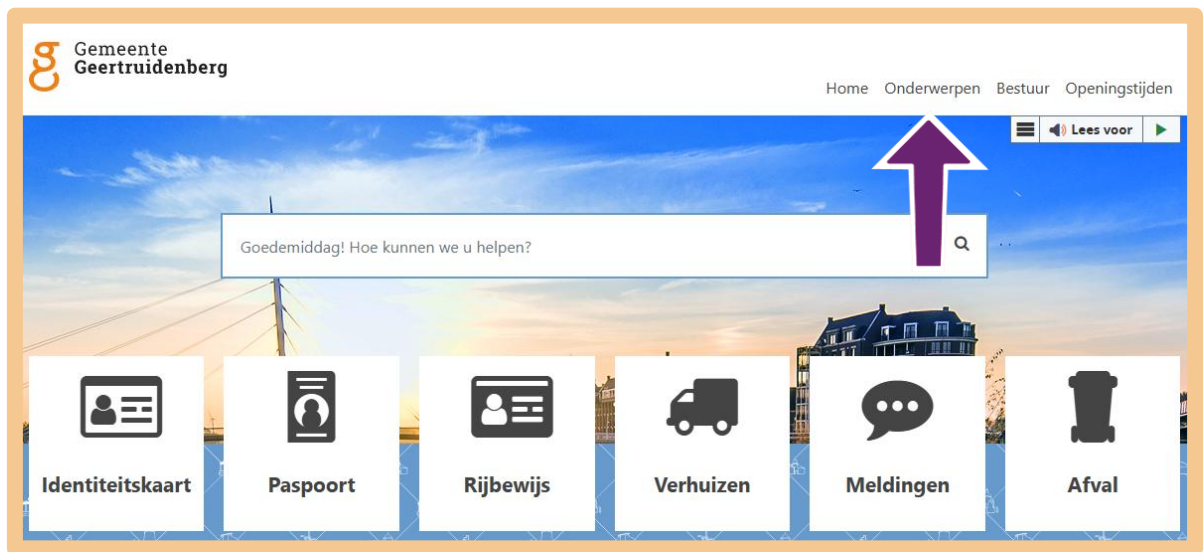 Gemeente
Geertruidenberg
Home Onderwerpen Bestuur Openingstijden
Lees voor
Goedemiddag! Hoe kunnen we u helpen?
Identiteitskaart Paspoort Rijbewijs Verhuizen Meldingen Afval